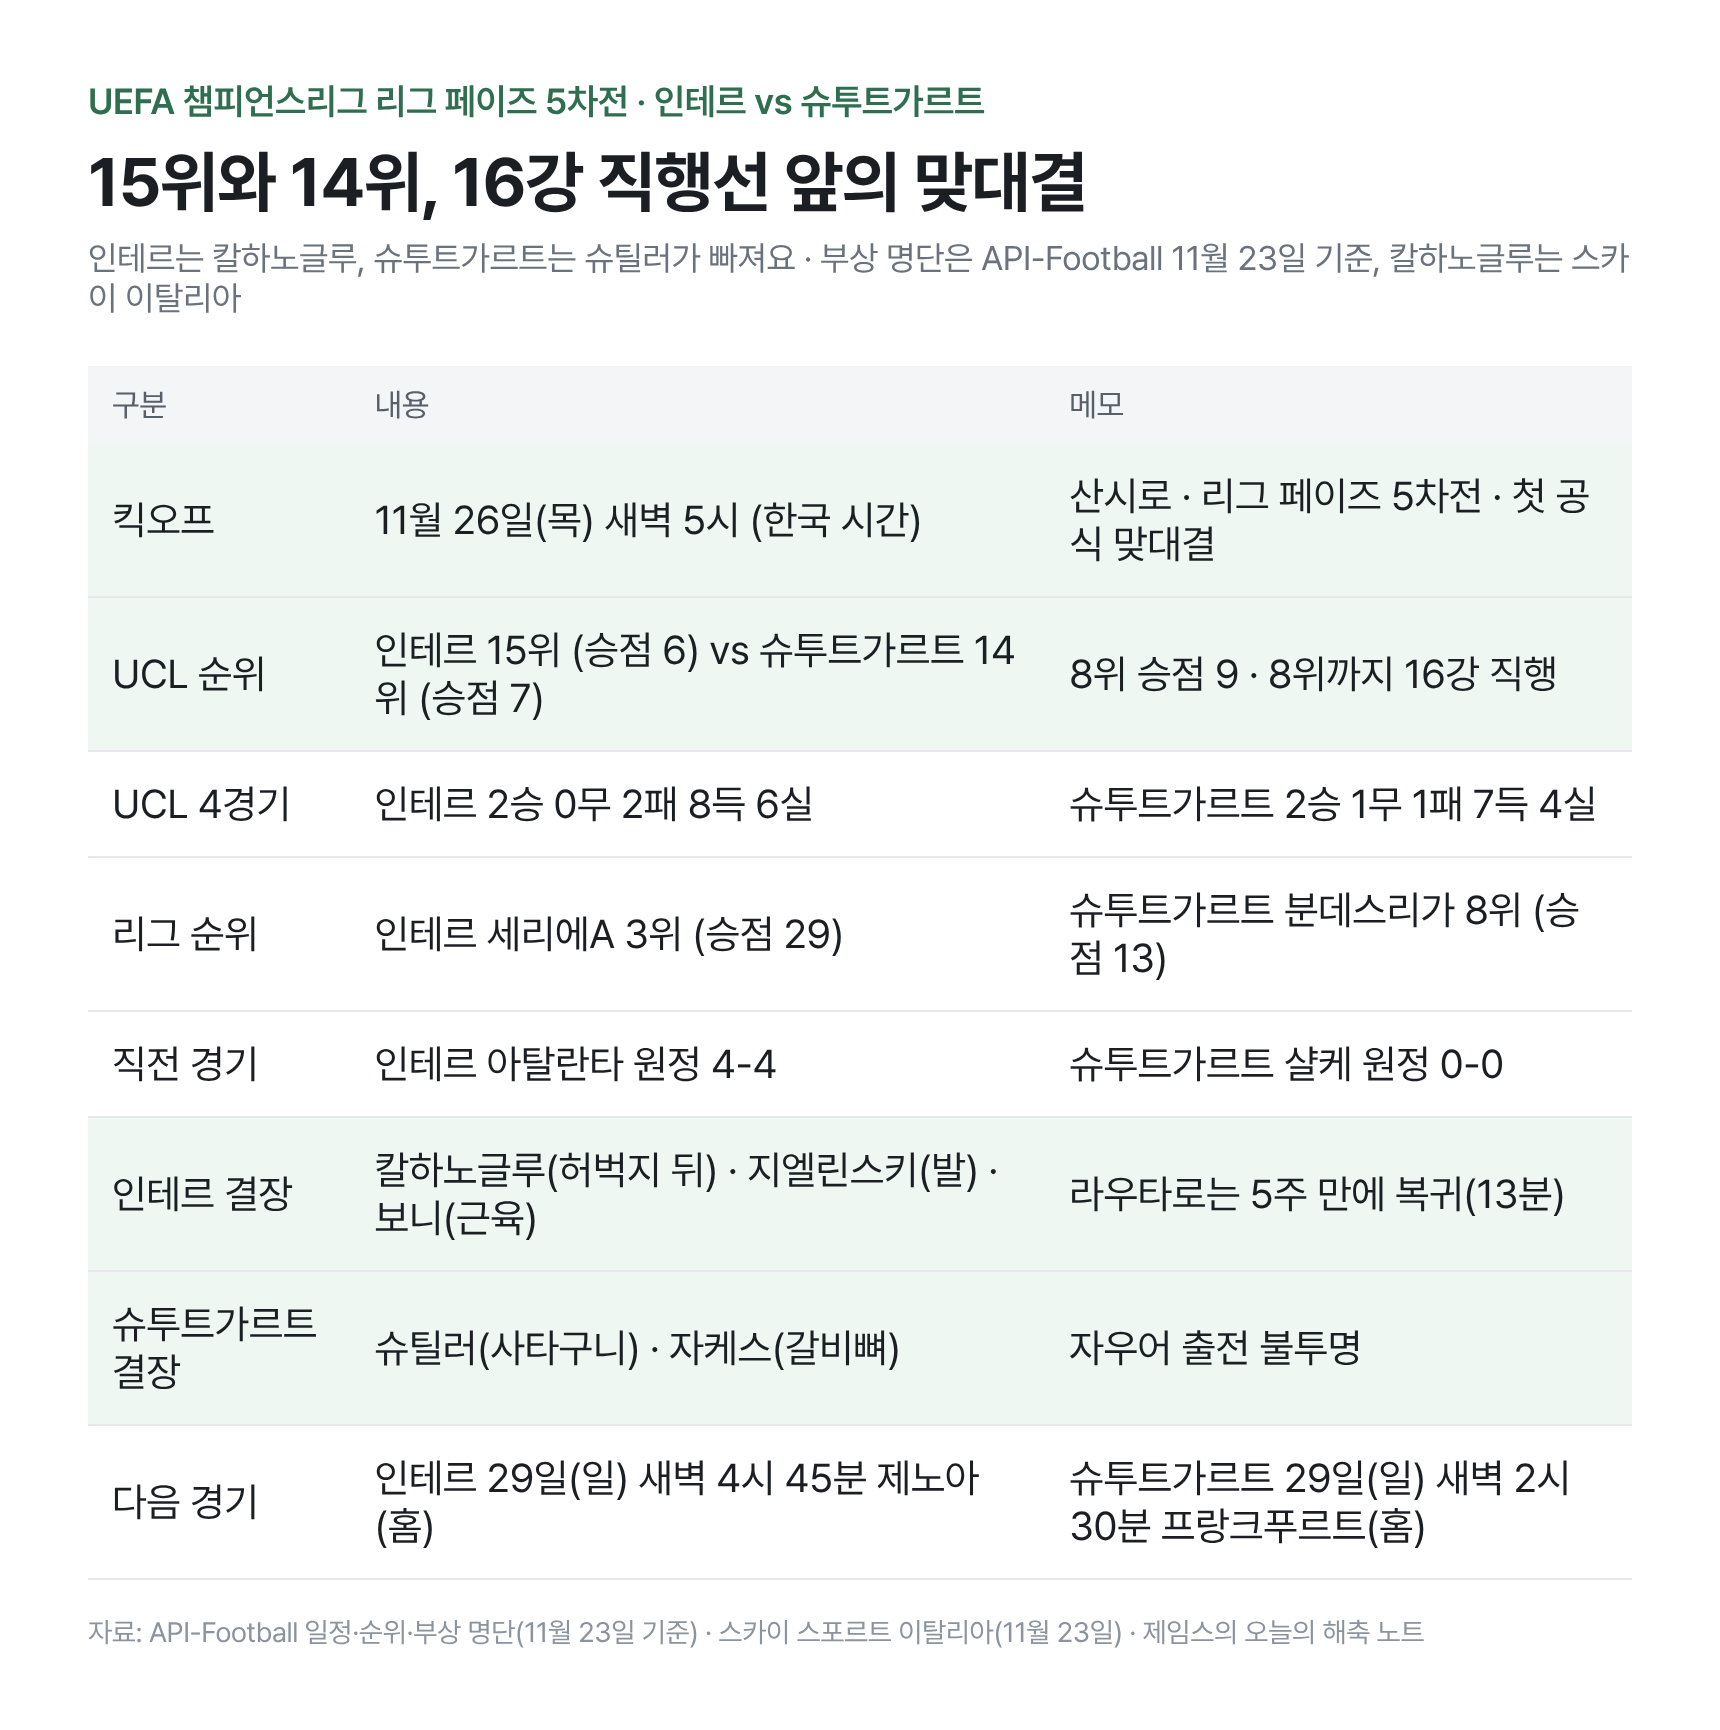 UEFA 챔피언스리그 리그 페이즈 5차전 · 인테르 vs 슈투트가르트
15위와 14위, 16강 직행선 앞의 맞대결
인테르는 칼하노글루, 슈투트가르트는 슈틸러가 빠져요 · 부상 명단은 API-Football 11월 23일 기준, 칼하노글루는 스카
이 이탈리아
구분 내용 메모
킥오프 11월 26일(목) 새벽 5시 (한국 시간) 산시로 · 리그 페이즈 5차전 · 첫 공
식 맞대결
UCL 순위 인테르 15위 (승점 6) vs 슈투트가르트 14
위 (승점 7) 8위 승점 9 · 8위까지 16강 직행
UCL 4경기 인테르 2승 0무 2패 8득 6실 슈투트가르트 2승 1무 1패 7득 4실
리그 순위 인테르 세리에A 3위 (승점 29) 슈투트가르트 분데스리가 8위 (승
점 13)
직전 경기 인테르 아탈란타 원정 4-4 슈투트가르트 샬케 원정 0-0
인테르 결장 칼하노글루(허벅지 뒤) · 지엘린스키(발) ·
보니(근육) 라우타로는 5주 만에 복귀(13분)
슈투트가르트
결장 슈틸러(사타구니) · 자케스(갈비뼈) 자우어 출전 불투명
다음 경기 인테르 29일(일) 새벽 4시 45분 제노아
(홈) 슈투트가르트 29일(일) 새벽 2시
30분 프랑크푸르트(홈)
자료: API-Football 일정·순위·부상 명단(11월 23일 기준) · 스카이 스포르트 이탈리아(11월 23일) · 제임스의 오늘의 해축 노트